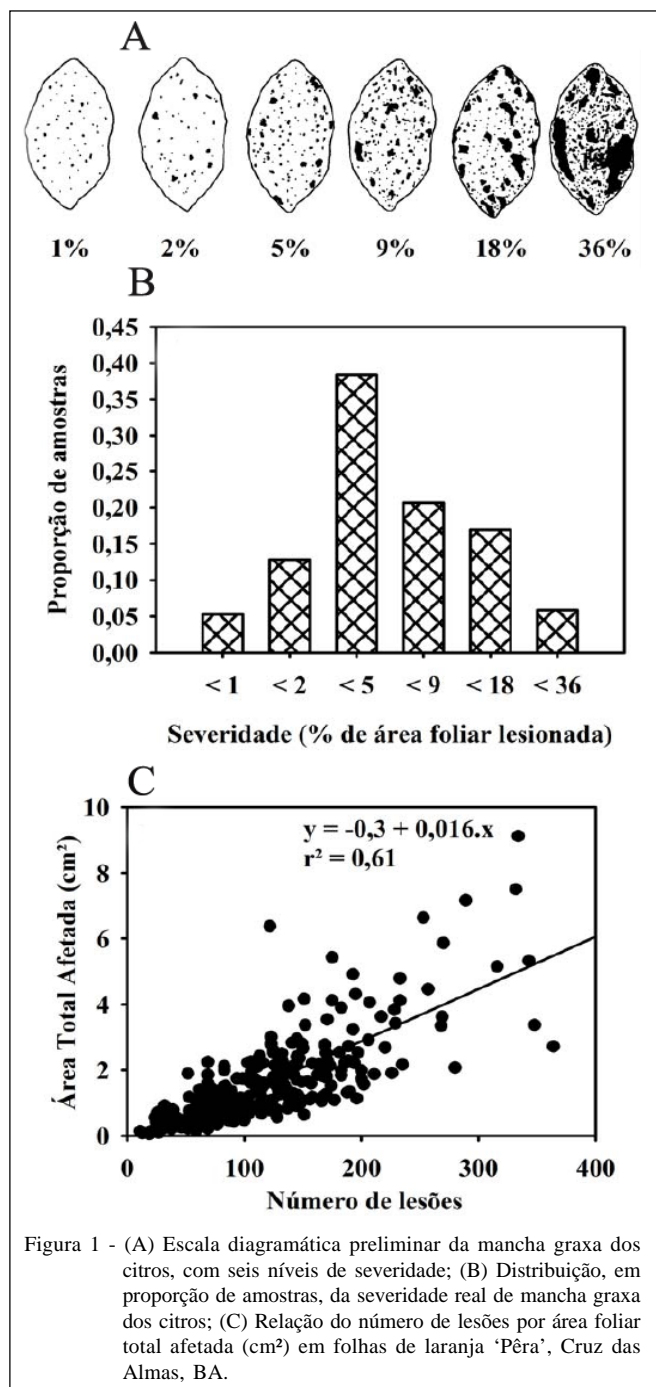 A
1% 2% 5% 9% 18% 36%
B
Proporção de amostras
0,45
0,40
0,35
0,30
0,25
0,20
0,15
0,10
0,05
0,00
< 1 < 2 < 5 < 9 < 18 < 36
Severidade (% de área foliar lesionada)
C
Área Total Afetada (cm²)
10
8
6
4
2
0
y = -0,3 + 0,016.x
r² = 0,61
0 100 200 300 400
Número de lesões
Figura 1 - (A) Escala diagramática preliminar da mancha graxa dos
citros, com seis níveis de severidade; (B) Distribuição, em
proporção de amostras, da severidade real de mancha graxa
dos citros; (C) Relação do número de lesões por área foliar
total afetada (cm²) em folhas de laranja ‘Pêra’, Cruz das
Almas, BA.